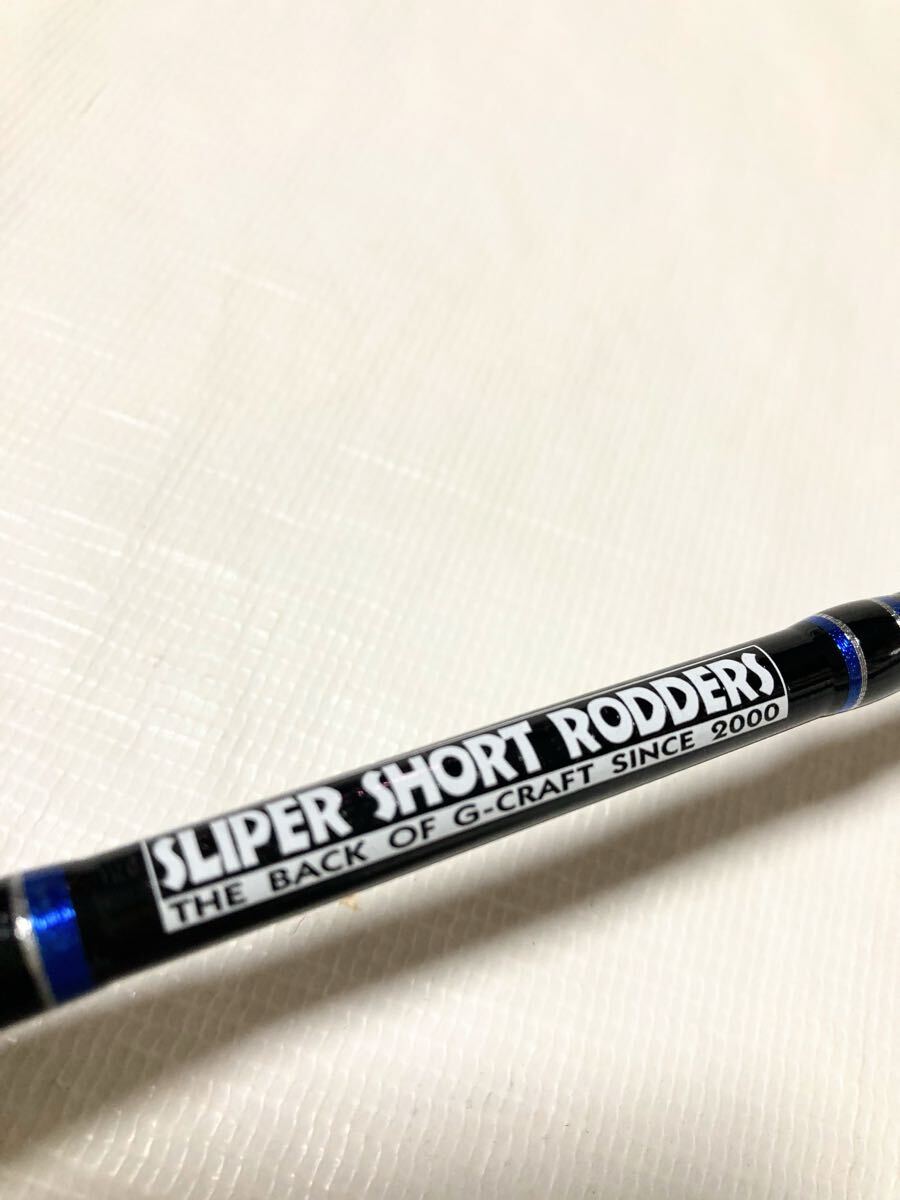 SLIPER SHORT RODDERS
THE BACK OF G-CRAFT SINCE 2000